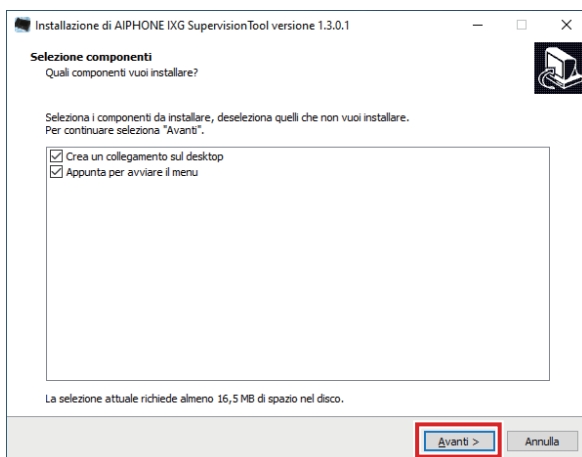 Installazione di AIPHONE IXG SupervisionTool versione 1.3.0.1
Selezione componenti
Quali componenti vuoi installare?
Seleziona i componenti da installare, deseleziona quelli che non vuoi installare.
Per continuare seleziona "Avanti".
Crea un collegamento sul desktop
Appunta per avviare il menu
La selezione attuale richiede almeno 16,5 MB di spazio nel disco.
Avanti > Annulla